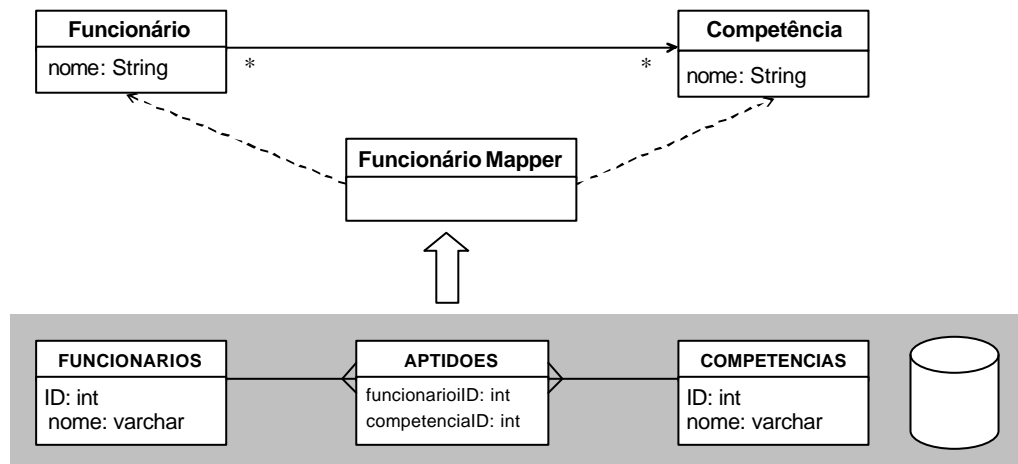 Funcionário
nome: String
*
*
Competência
nome: String
Funcionário Mapper
FUNCIONARIOS
ID: int
nome: varchar
APTIDOES
funcionarioiID: int
competenciaID: int
COMPETENCIAS
ID: int
nome: varchar